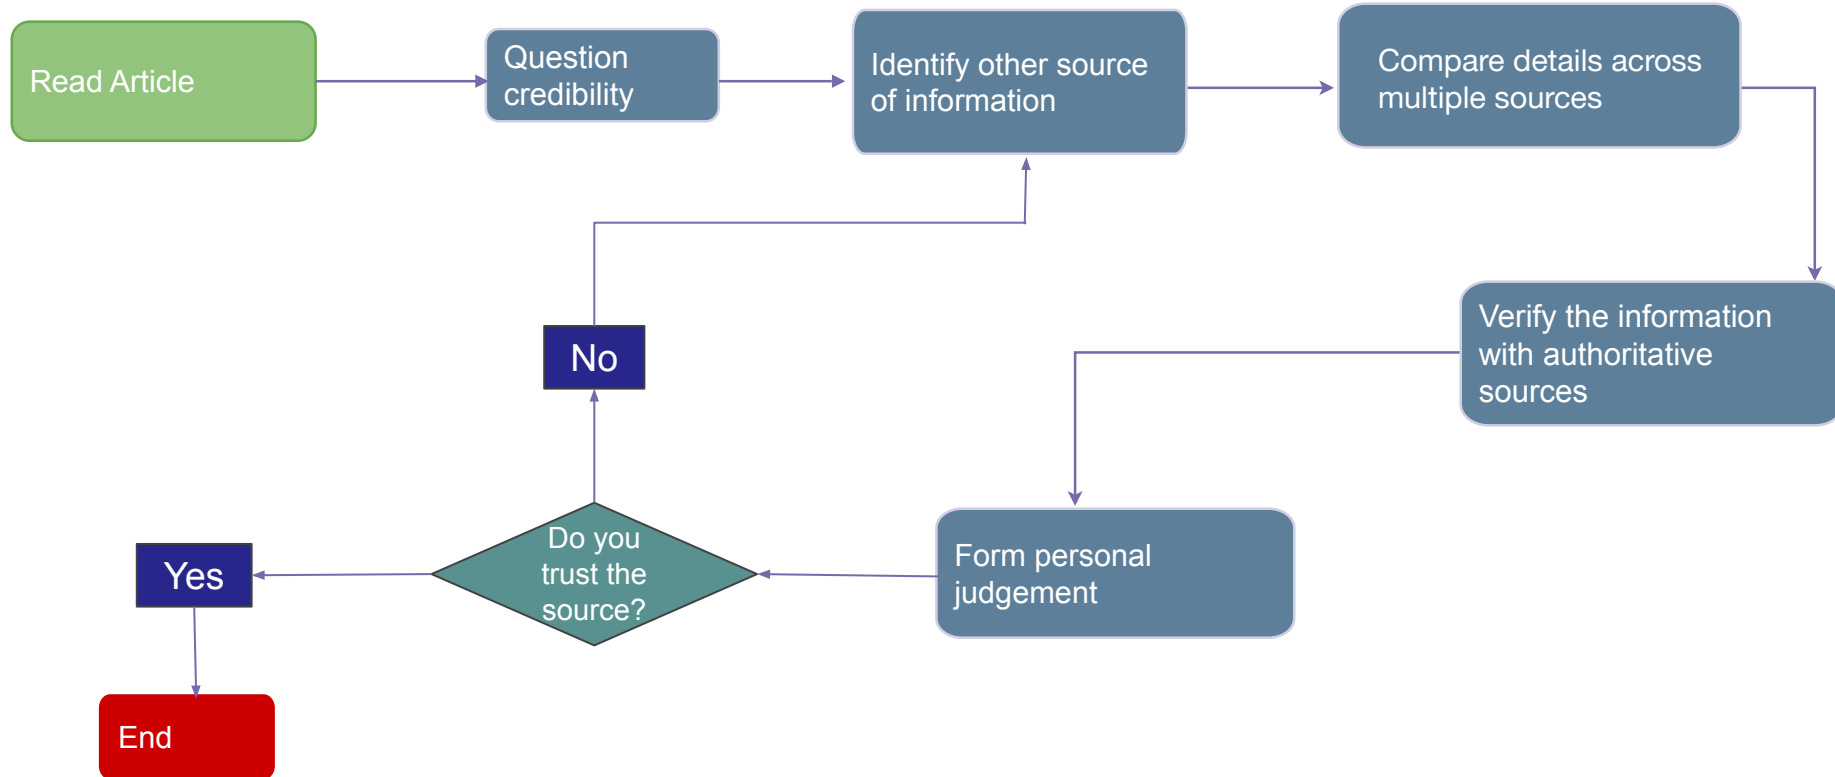 Read Article
Question
credibility
Identify other source
of information
Compare details across
multiple sources
Verify the information
with authoritative
sources
Form personal
judgement
Do you
trust the
source?
No
Yes
End